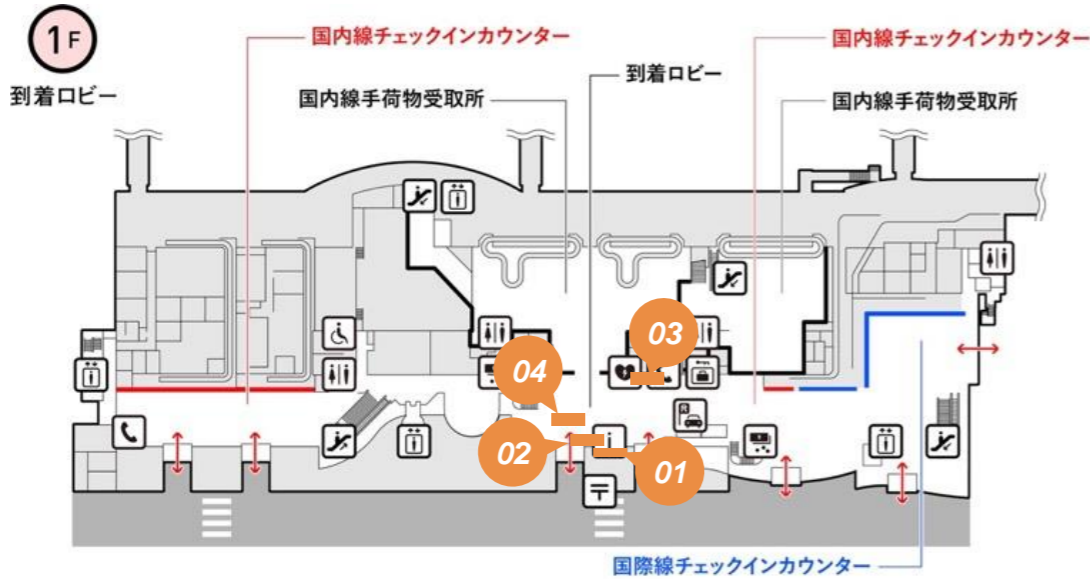 1F
到着ロビー
国内線チェックインカウンター
国内線手荷物受取所
到着ロビー
国内線チェックインカウンター
国内線手荷物受取所
03
04
02
01
i
〒
国際線チェックインカウンター